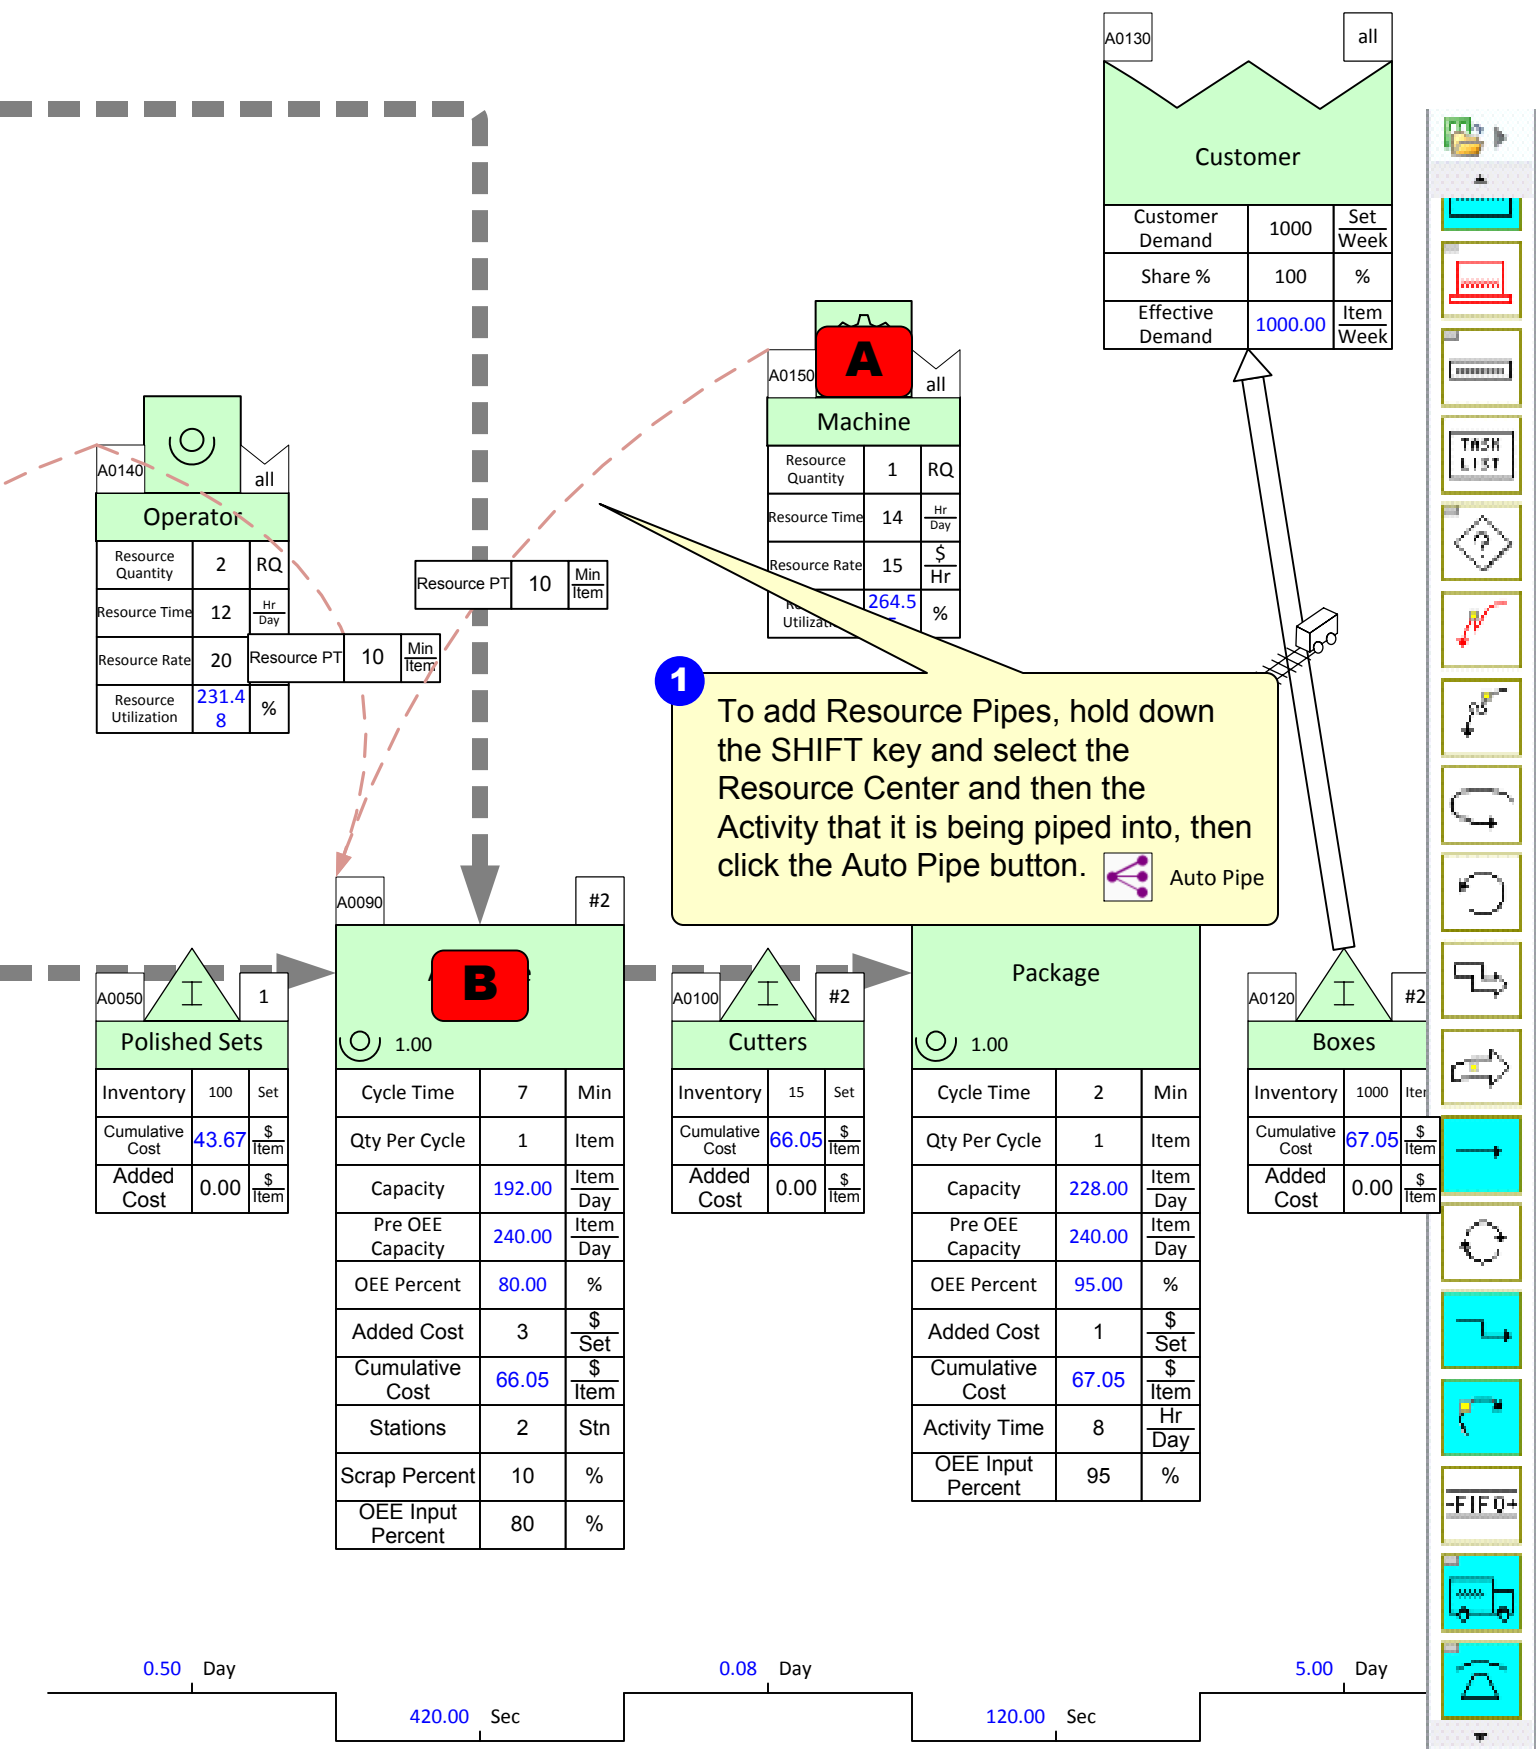 A0130
all
Customer
Customer Demand 1000 Set Week
Share % 100 %
Effective Demand 1000.00 Item Week
A
A0150
all
Machine
Resource Quantity 1 RQ
Resource Time 14 Hr Day
Resource Rate 15 $ Hr
264.5 %
A0140
all
Operator
Resource Quantity 2 RQ
Resource Time 12 Hr Day
Resource Rate 20
Resource Utilization 231.48 %
Resource PT 10 Min Item
Resource PT 10 Min Item
1
To add Resource Pipes, hold down
the SHIFT key and select the
Resource Center and then the
Activity that it is being piped into, then
click the Auto Pipe button.
Auto Pipe
A0050
I
1
Polished Sets
Inventory 100 Set
Cumulative Cost 43.67 $ Item
Added Cost 0.00 $ Item
A0090
#2
B
1.00
Cycle Time 7 Min
Qty Per Cycle 1 Item
Capacity 192.00 Item Day
Pre OEE Capacity 240.00 Item Day
OEE Percent 80.00 %
Added Cost 3 $ Set
Cumulative Cost 66.05 $ Item
Stations 2 Stn
Scrap Percent 10 %
OEE Input Percent 80 %
A0100
I
#2
Cutters
Inventory 15 Set
Cumulative Cost 66.05 $ Item
Added Cost 0.00 $ Item
Package
1.00
Cycle Time 2 Min
Qty Per Cycle 1 Item
Capacity 228.00 Item Day
Pre OEE Capacity 240.00 Item Day
OEE Percent 95.00 %
Added Cost 1 $ Set
Cumulative Cost 67.05 $ Item
Activity Time 8 Hr Day
OEE Input Percent 95 %
A0120
I
#2
Boxes
Inventory 1000
Cumulative Cost 67.05 $ Item
Added Cost 0.00 $ Item
TASK
LIST
?
FIFO
0.50 Day
420.00 Sec
0.08 Day
120.00 Sec
5.00 Day